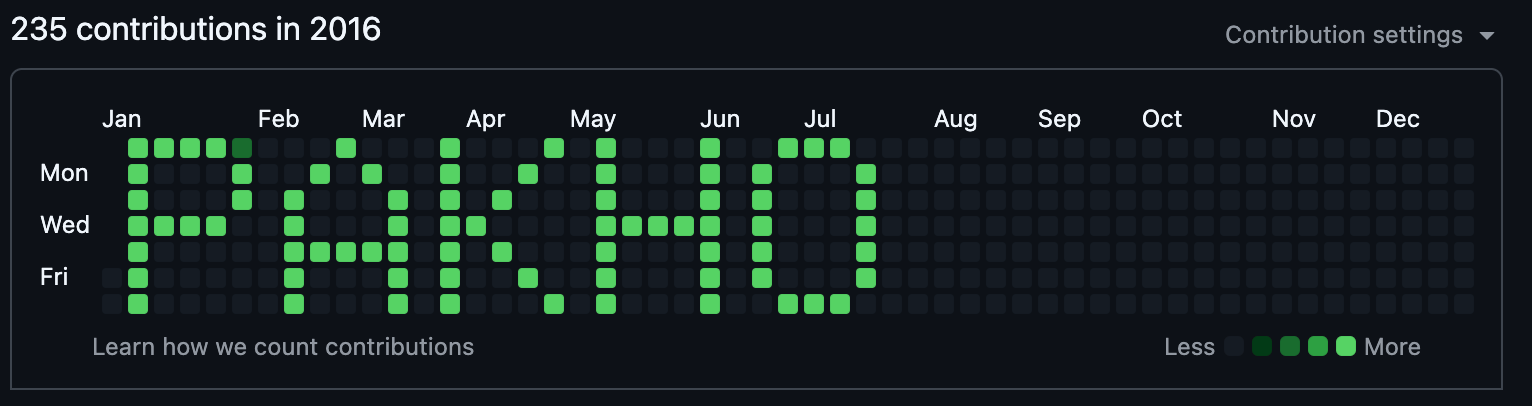 235 contributions in 2016
Contribution settings
Jan Feb Mar Apr May Jun Jul Aug Sep Oct Nov Dec
Mon
Wed
Fri
PAKHO
Learn how we count contributions
Less More